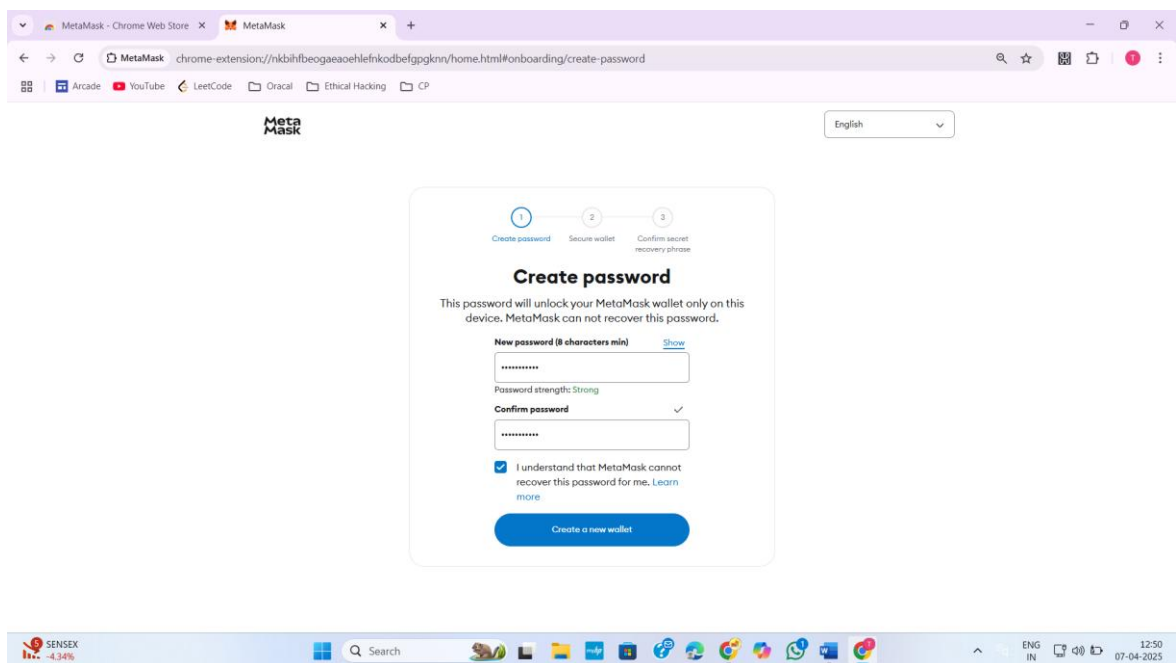 MetaMask - Chrome Web Store
MetaMask
MetaMask chrome-extension://nkbihfbeogaeaoehlefnkodbefgpgknn/home.html#onboarding/create-password
Arcade YouTube LeetCode Oracal Ethical Hacking CP
Meta
Mask
English
1 2 3
Create password Secure wallet Confirm secret
recovery phrase
Create password
This password will unlock your MetaMask wallet only on this
device. MetaMask can not recover this password.
New password (8 characters min) Show
•••••••••••
Password strength: Strong
Confirm password
•••••••••••
I understand that MetaMask cannot
recover this password for me. Learn
more
Create a new wallet
5 SENSEX
-4.34%
Search
ENG
IN
12:50
07-04-2025